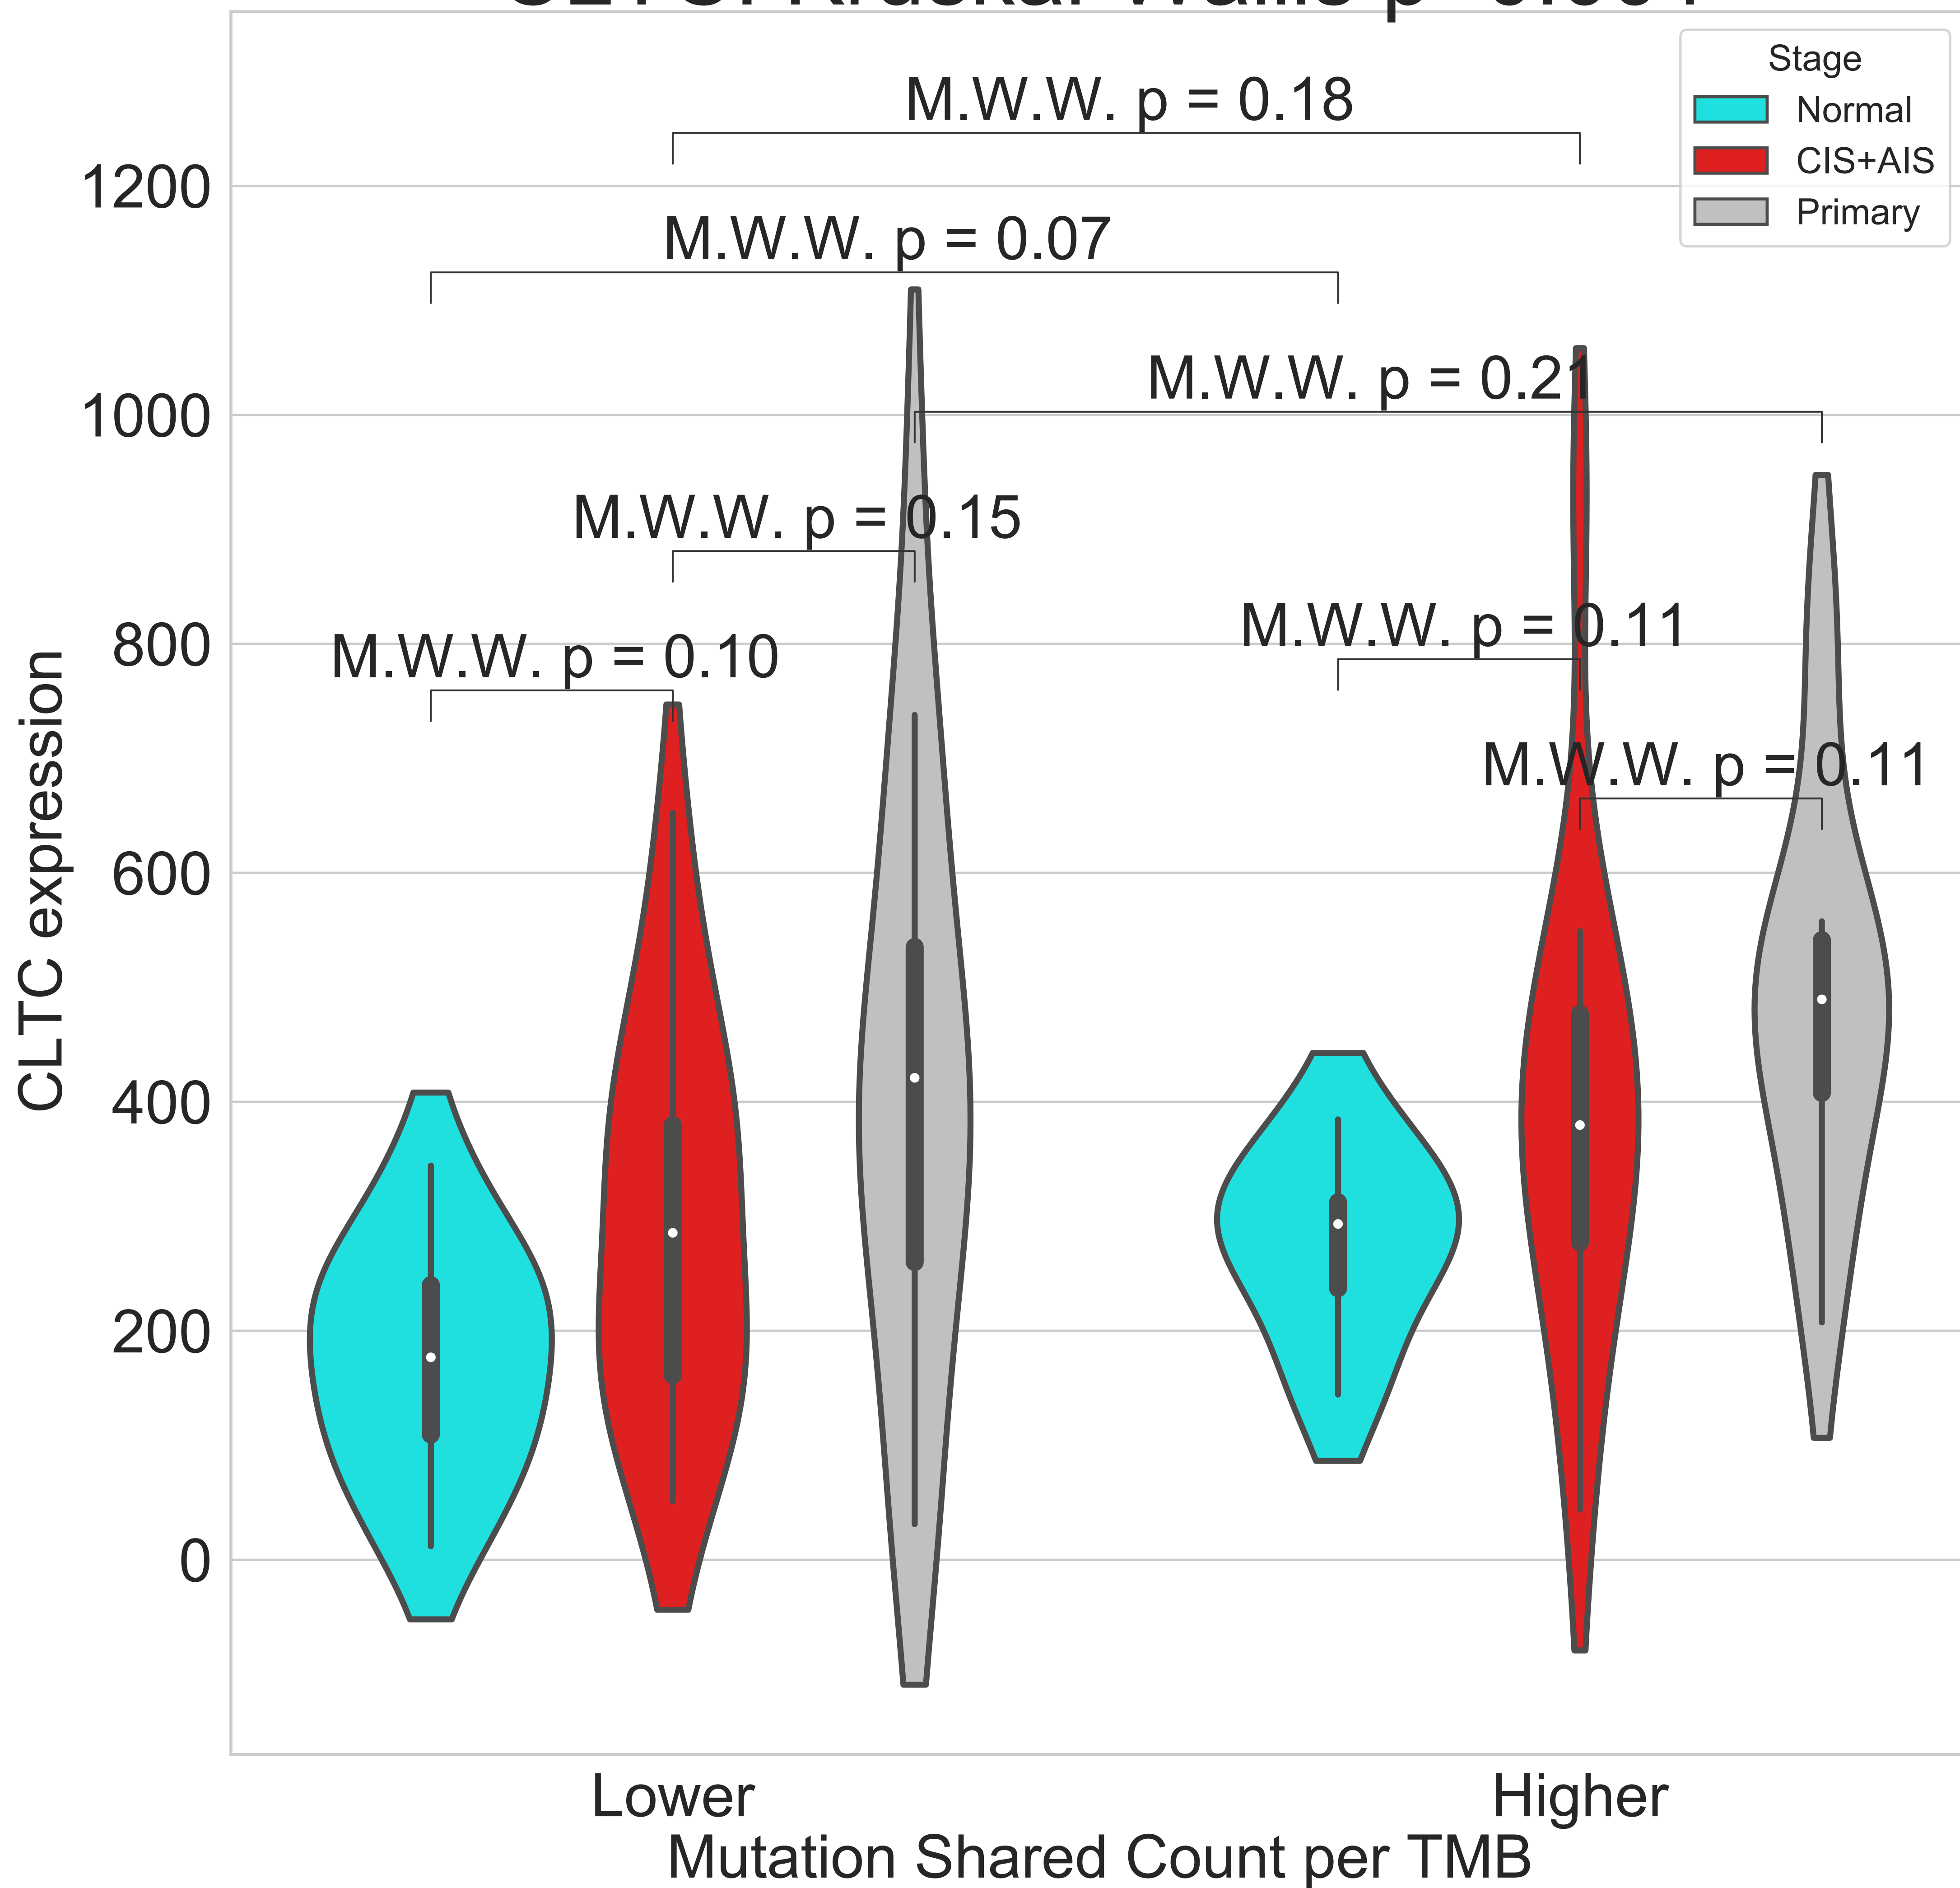 Stage
Normal
CIS+AIS
Primary
M.W.W. p = 0.18
M.W.W. p = 0.07
M.W.W. p = 0.21
M.W.W. p = 0.15
M.W.W. p = 0.11
M.W.W. p = 0.10
M.W.W. p = 0.11
1200
1000
800
600
400
200
0
CLTC expression
Lower
Higher
Mutation Shared Count per TMB